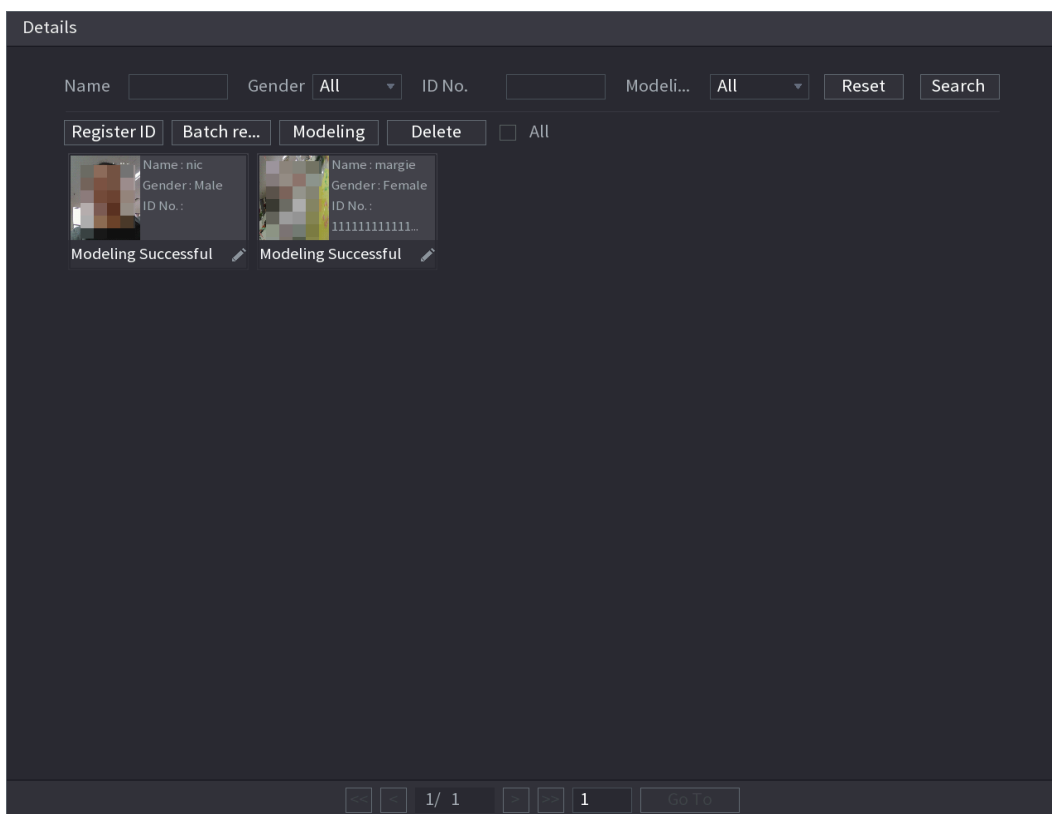 Details
Name Gender All ID No. Modeli... All Reset Search
Register ID Batch re... Modeling Delete All
Name : nic
Gender : Male
ID No. :
Modeling Successful
Name : margie
Gender : Female
ID No. :
111111111111...
Modeling Successful
<< < 1/ 1 > >> 1 Go To